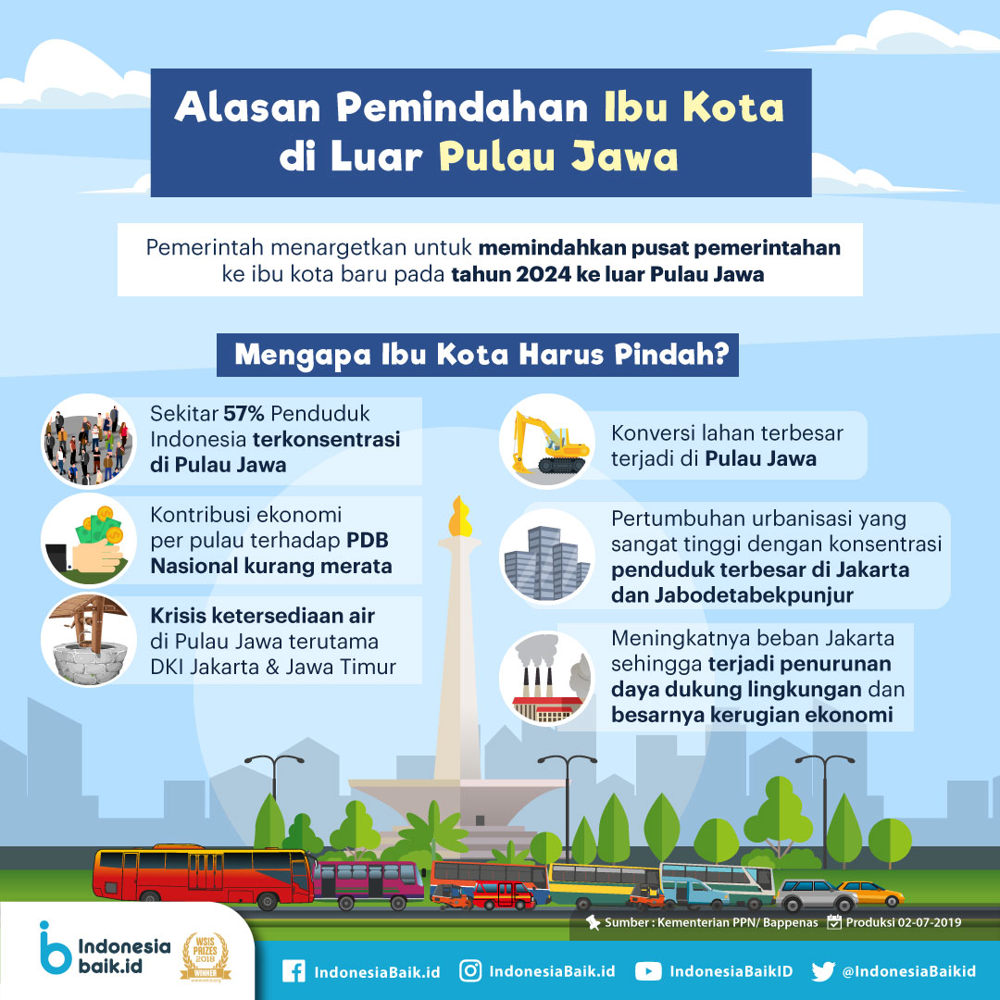 Alasan Pemindahan Ibu Kota
di Luar Pulau Jawa
Pemerintah menargetkan untuk memindahkan pusat pemerintahan
ke ibu kota baru pada tahun 2024 ke luar Pulau Jawa
Mengapa Ibu Kota Harus Pindah?
Sekitar 57% Penduduk
Indonesia terkonsentrasi
di Pulau Jawa
Kontribusi ekonomi
per pulau terhadap PDB
Nasional kurang merata
Krisis ketersediaan air
di Pulau Jawa terutama
DKI Jakarta & Jawa Timur
Konversi lahan terbesar
terjadi di Pulau Jawa
Pertumbuhan urbanisasi yang
sangat tinggi dengan konsentrasi
penduduk terbesar di Jakarta
dan Jabodetabekpunjur
Meningkatnya beban Jakarta
sehingga terjadi penurunan
daya dukung lingkungan dan
besarnya kerugian ekonomi
Sumber : Kementerian PPN/ Bappenas
Produksi 02-07-2019
Indonesia
baik.id
WSIS
PRIZES
2018
WINNER
IndonesiaBaik.id
IndonesiaBaik.id
IndonesiaBaikID
@IndonesiaBaikid